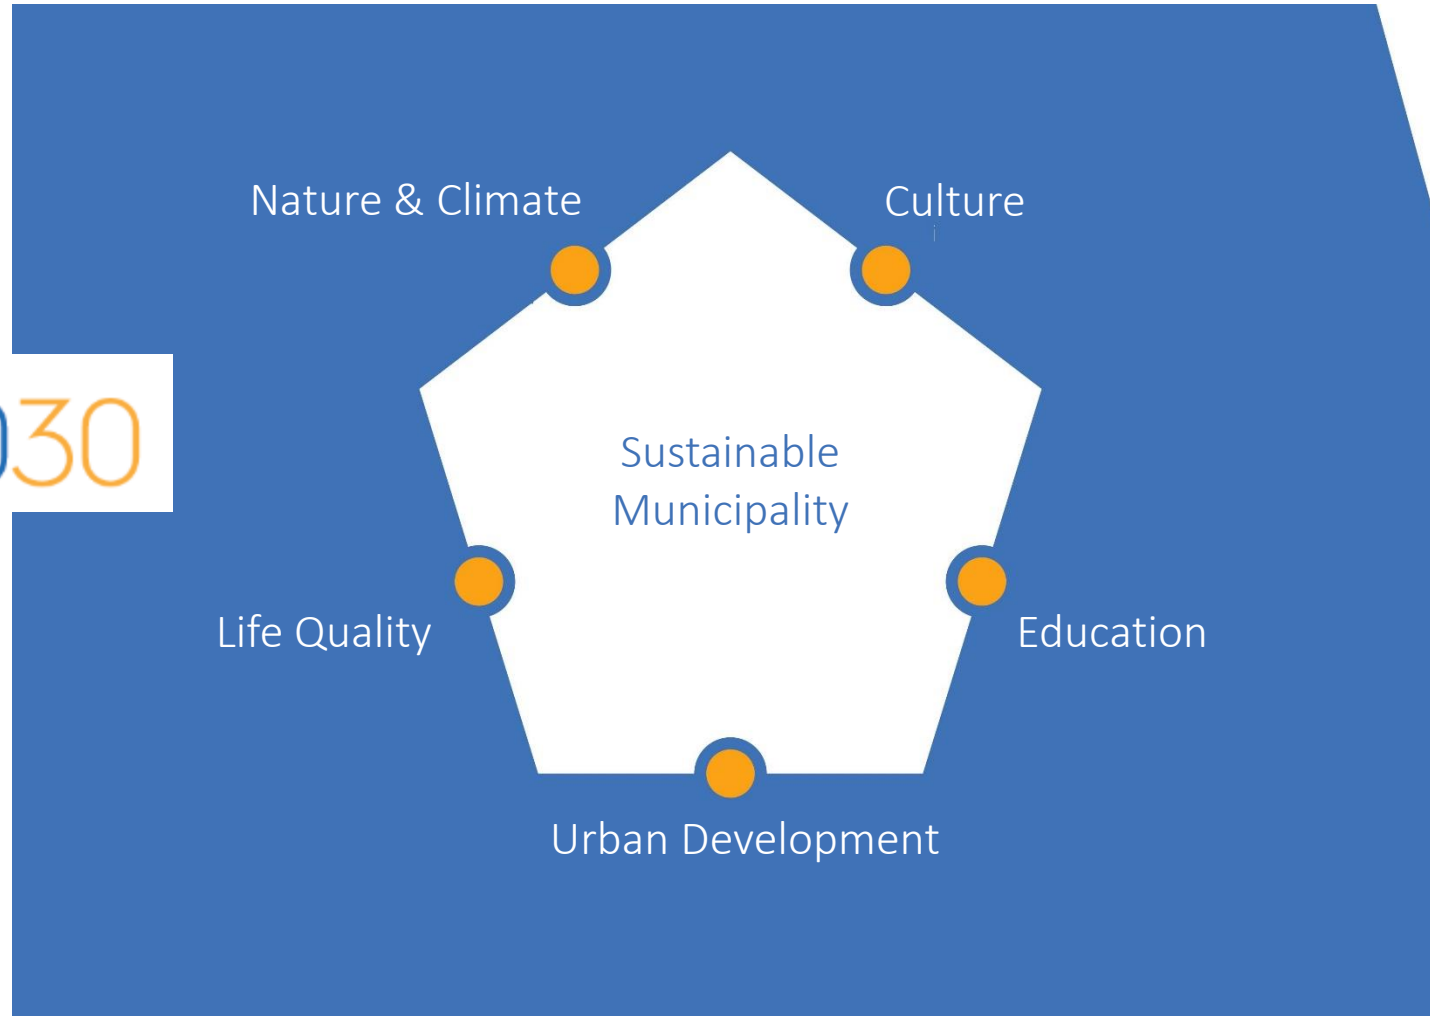 Nature & Climate
Culture
30
Sustainable
Municipality
Life Quality
Education
Urban Development